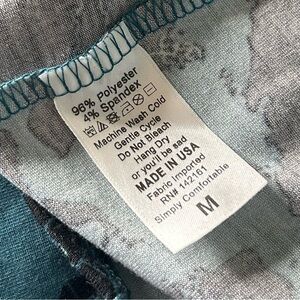 96% Polyester
4% Spandex
Machine Wash Cold
Gentle Cycle
Do Not Bleach
Hang Dry
or you'll be sad
MADE IN USA
Fabric Imported
RN# 142161
Simply Comfortable
M